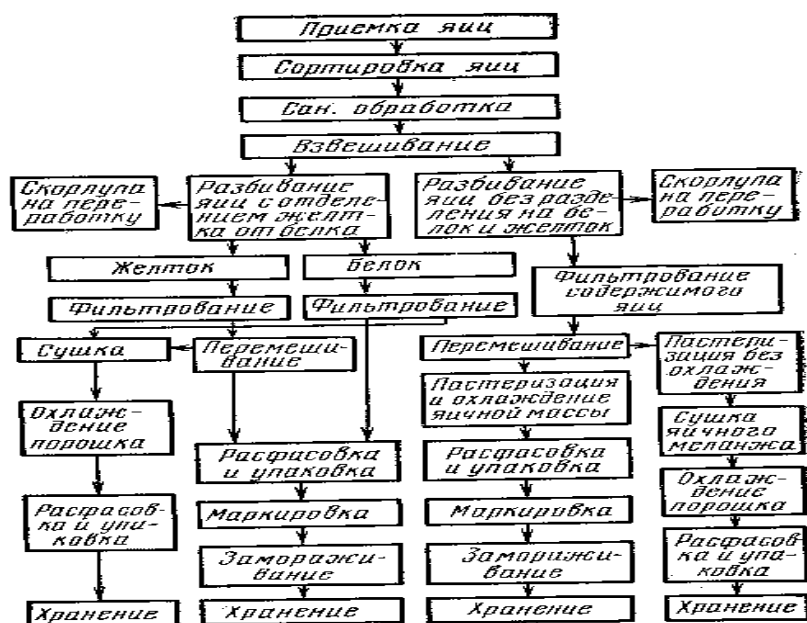 Приемка яиц
Сортировка яиц
Сан. обработка
Взвешивание
Скорлупа
на пере-
работку
Разбивание
яиц с отделе-
нием желт-
ка от белка
Разбивание
яиц без разде-
ления на бе-
лок и желток
Скорлупа
на пере-
работку
Желток
Белок
Фильтрование
содержимого
яиц
Фильтрование
Фильтрование
Сушка
Перемеши-
вание
Перемешивание
Пастери-
зация без
охлаж-
дения
Пастеризация
и охлаждение
яичной массы
Охлаж-
дение
порошка
Сушка
яичного
меланжа
Расфасовка
и упаковка
Расфасовка
и упаковка
Охлаж-
дение
порошка
Расфасов-
ка и упа-
ковка
Маркировка
Маркировка
Расфасов-
ка и упа-
ковка
Заморажи-
вание
Заморажи-
вание
Хранение
Хранение
Хранение
Хранение